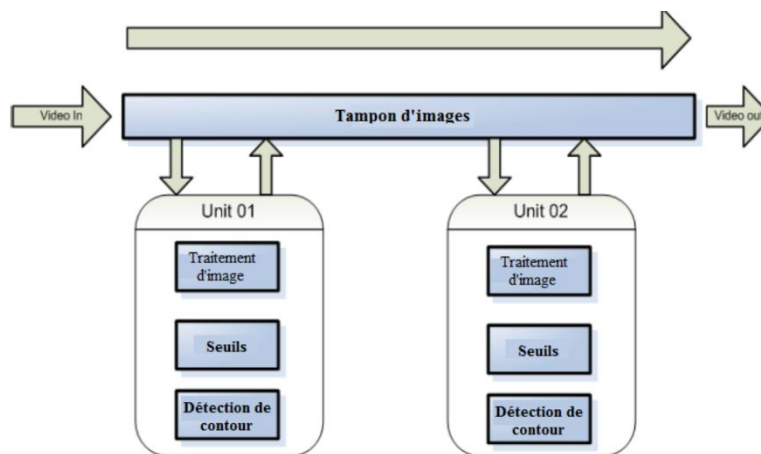 Video In
Tampon d'images
Video out
Unit 01
Traitement
d'image
Seuils
Détection de
contour
Unit 02
Traitement
d'image
Seuils
Détection de
contour